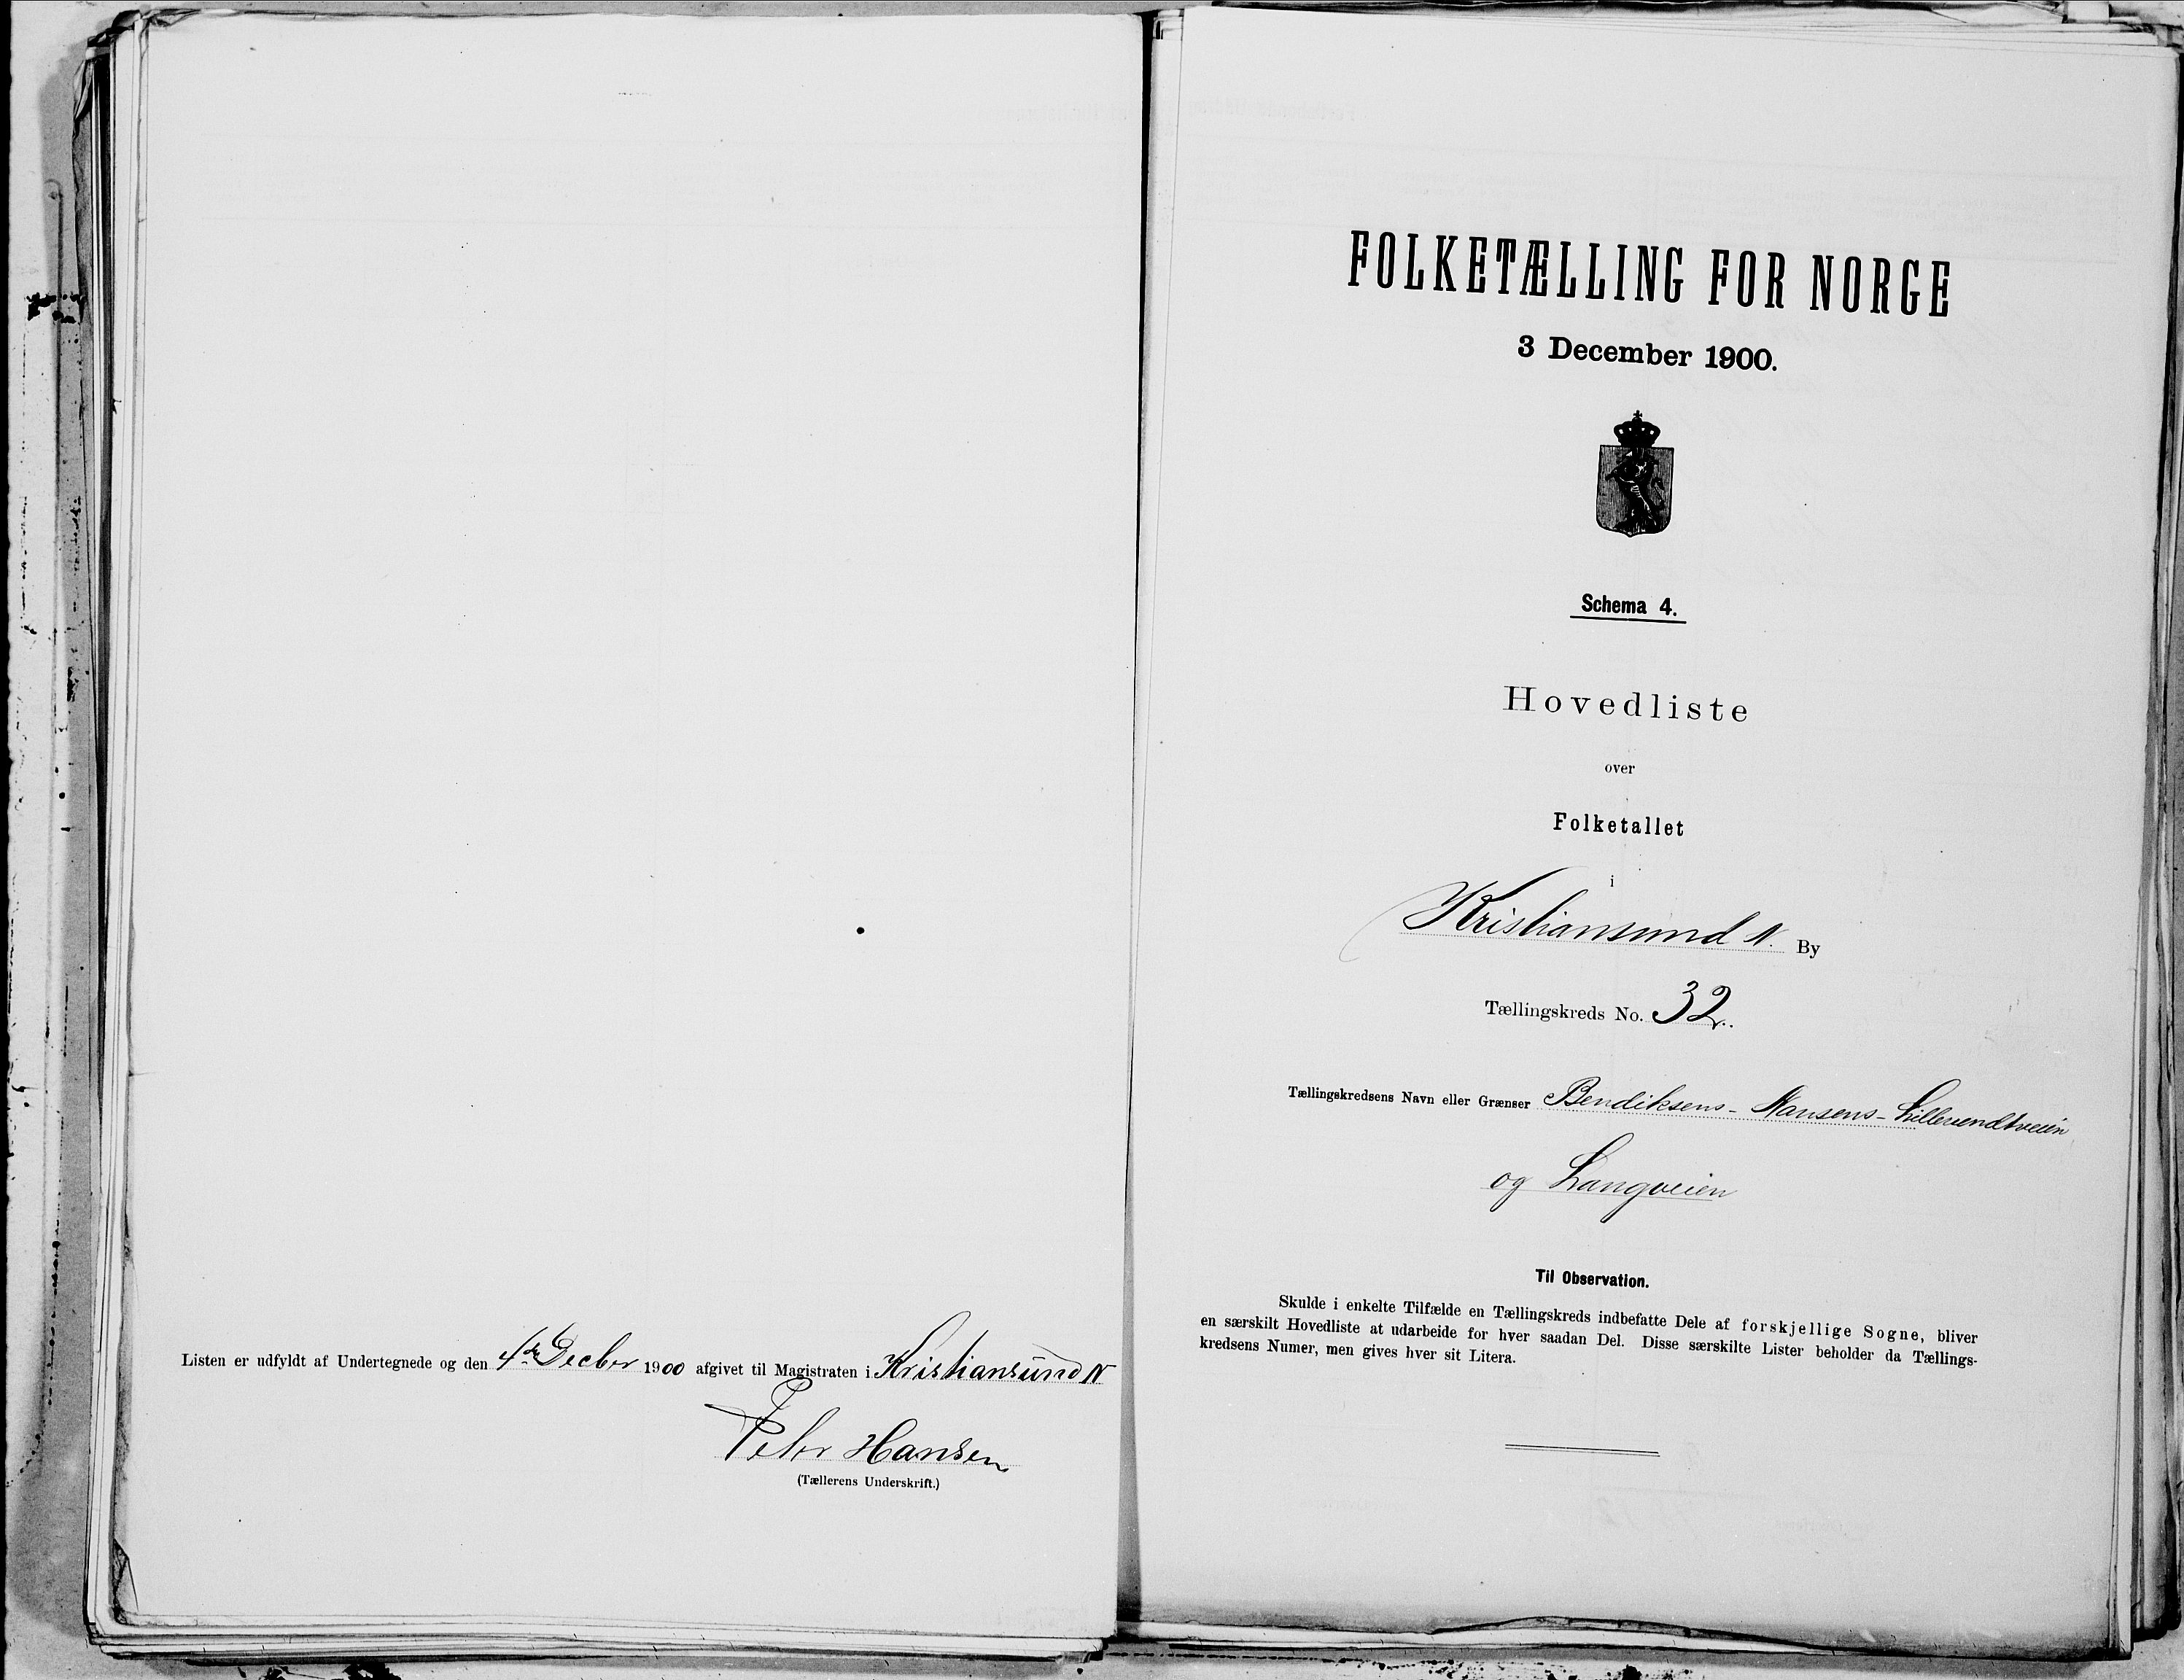 Listen er udfyldt af Undertegnede og den 4de Decbr 1900 afgivet til Magistraten i Kristiansund N
Peter Hansen
(Tællerens Underskrift.)
FOLKETÆLLING FOR NORGE
3 December 1900.
Schema 4.
Hovedliste
over
Folketallet
i
Kristiansund N. By
Tællingskreds No. 32.
Tællingskredsens Navn eller Grænser Bendiksens- Hansens-
og Langveien
Til Observation.
Skulde i enkelte Tilfælde en Tællingskreds indbefatte Dele af forskjellige Sogne, bliver
en særskilt Hovedliste at udarbeide for hver saadan Del. Disse særskilte Lister beholder da Tællings-
kredsens Numer, men gives hver sit Litera.